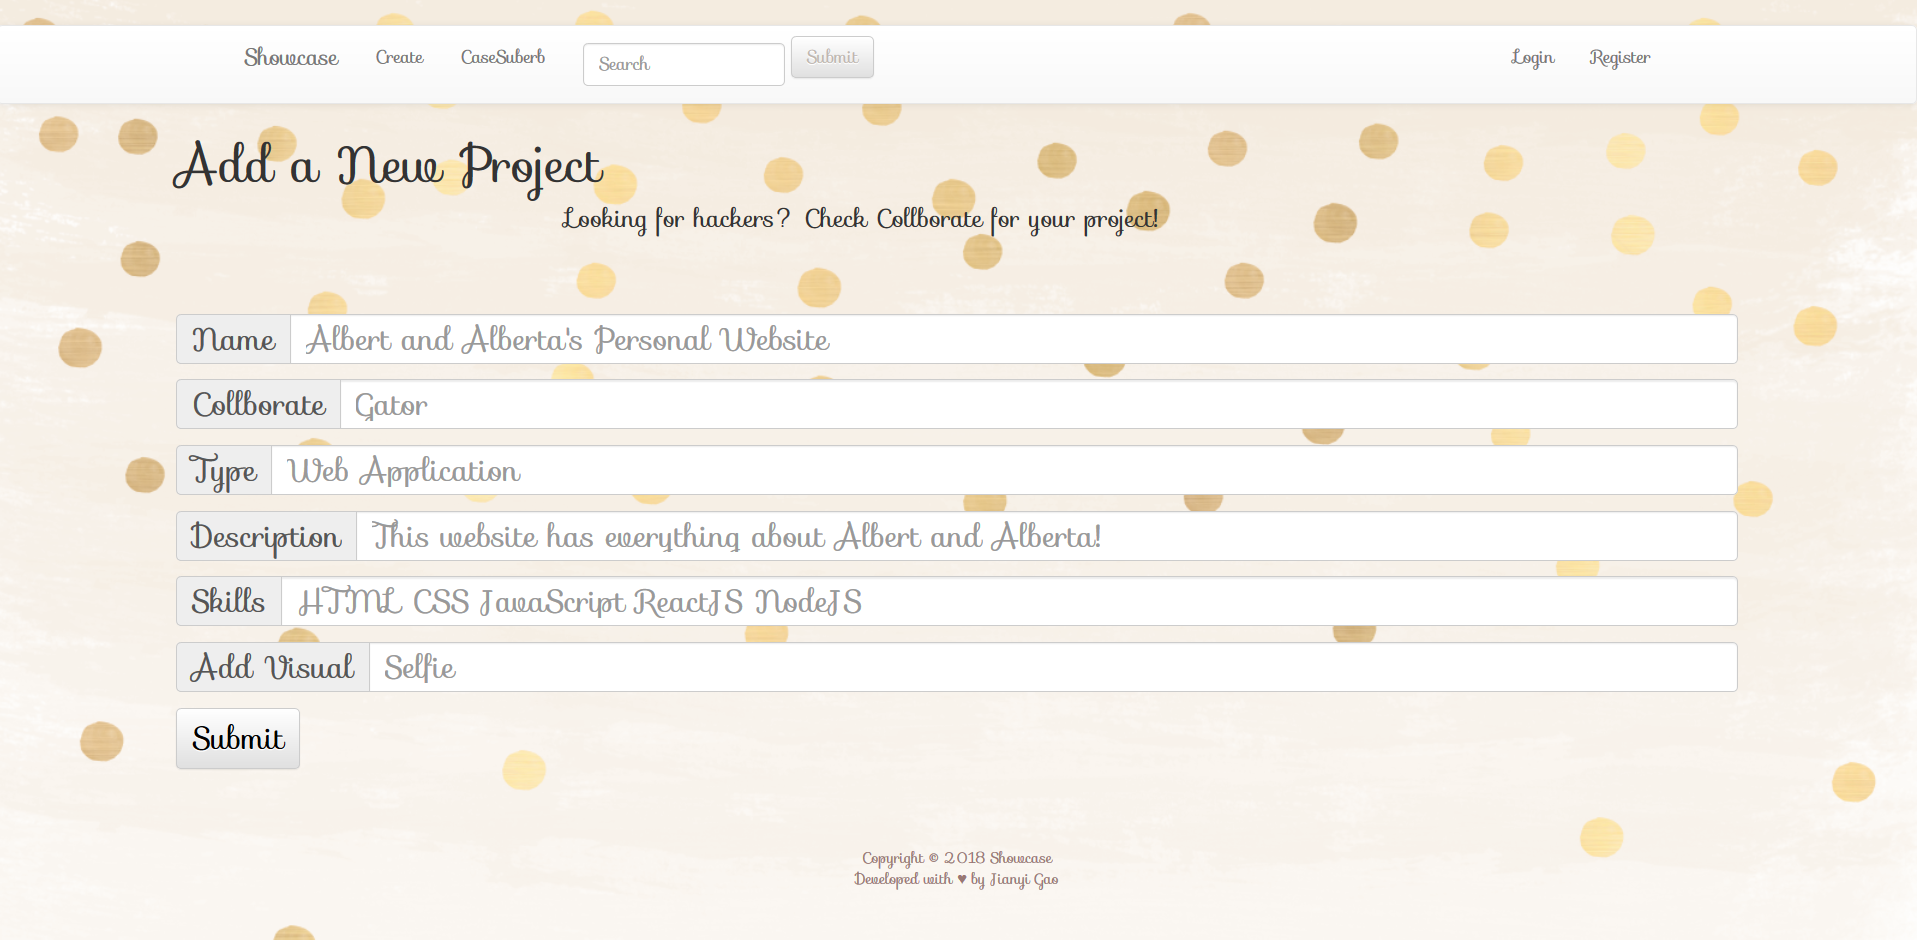 Showcase Create CaseSuberb Search Submit Login Register
Add a New Project
Looking for hackers? Check Collborate for your project!
Name Albert and Alberta's Personal Website
Collborate Gator
Type Web Application
Description This website has everything about Albert and Alberta!
Skills HTML CSS JavaScript ReactJS NodeJS
Add Visual Selfie
Submit
Copyright © 2018 Showcase
Developed with ♥ by Jianyi Gao